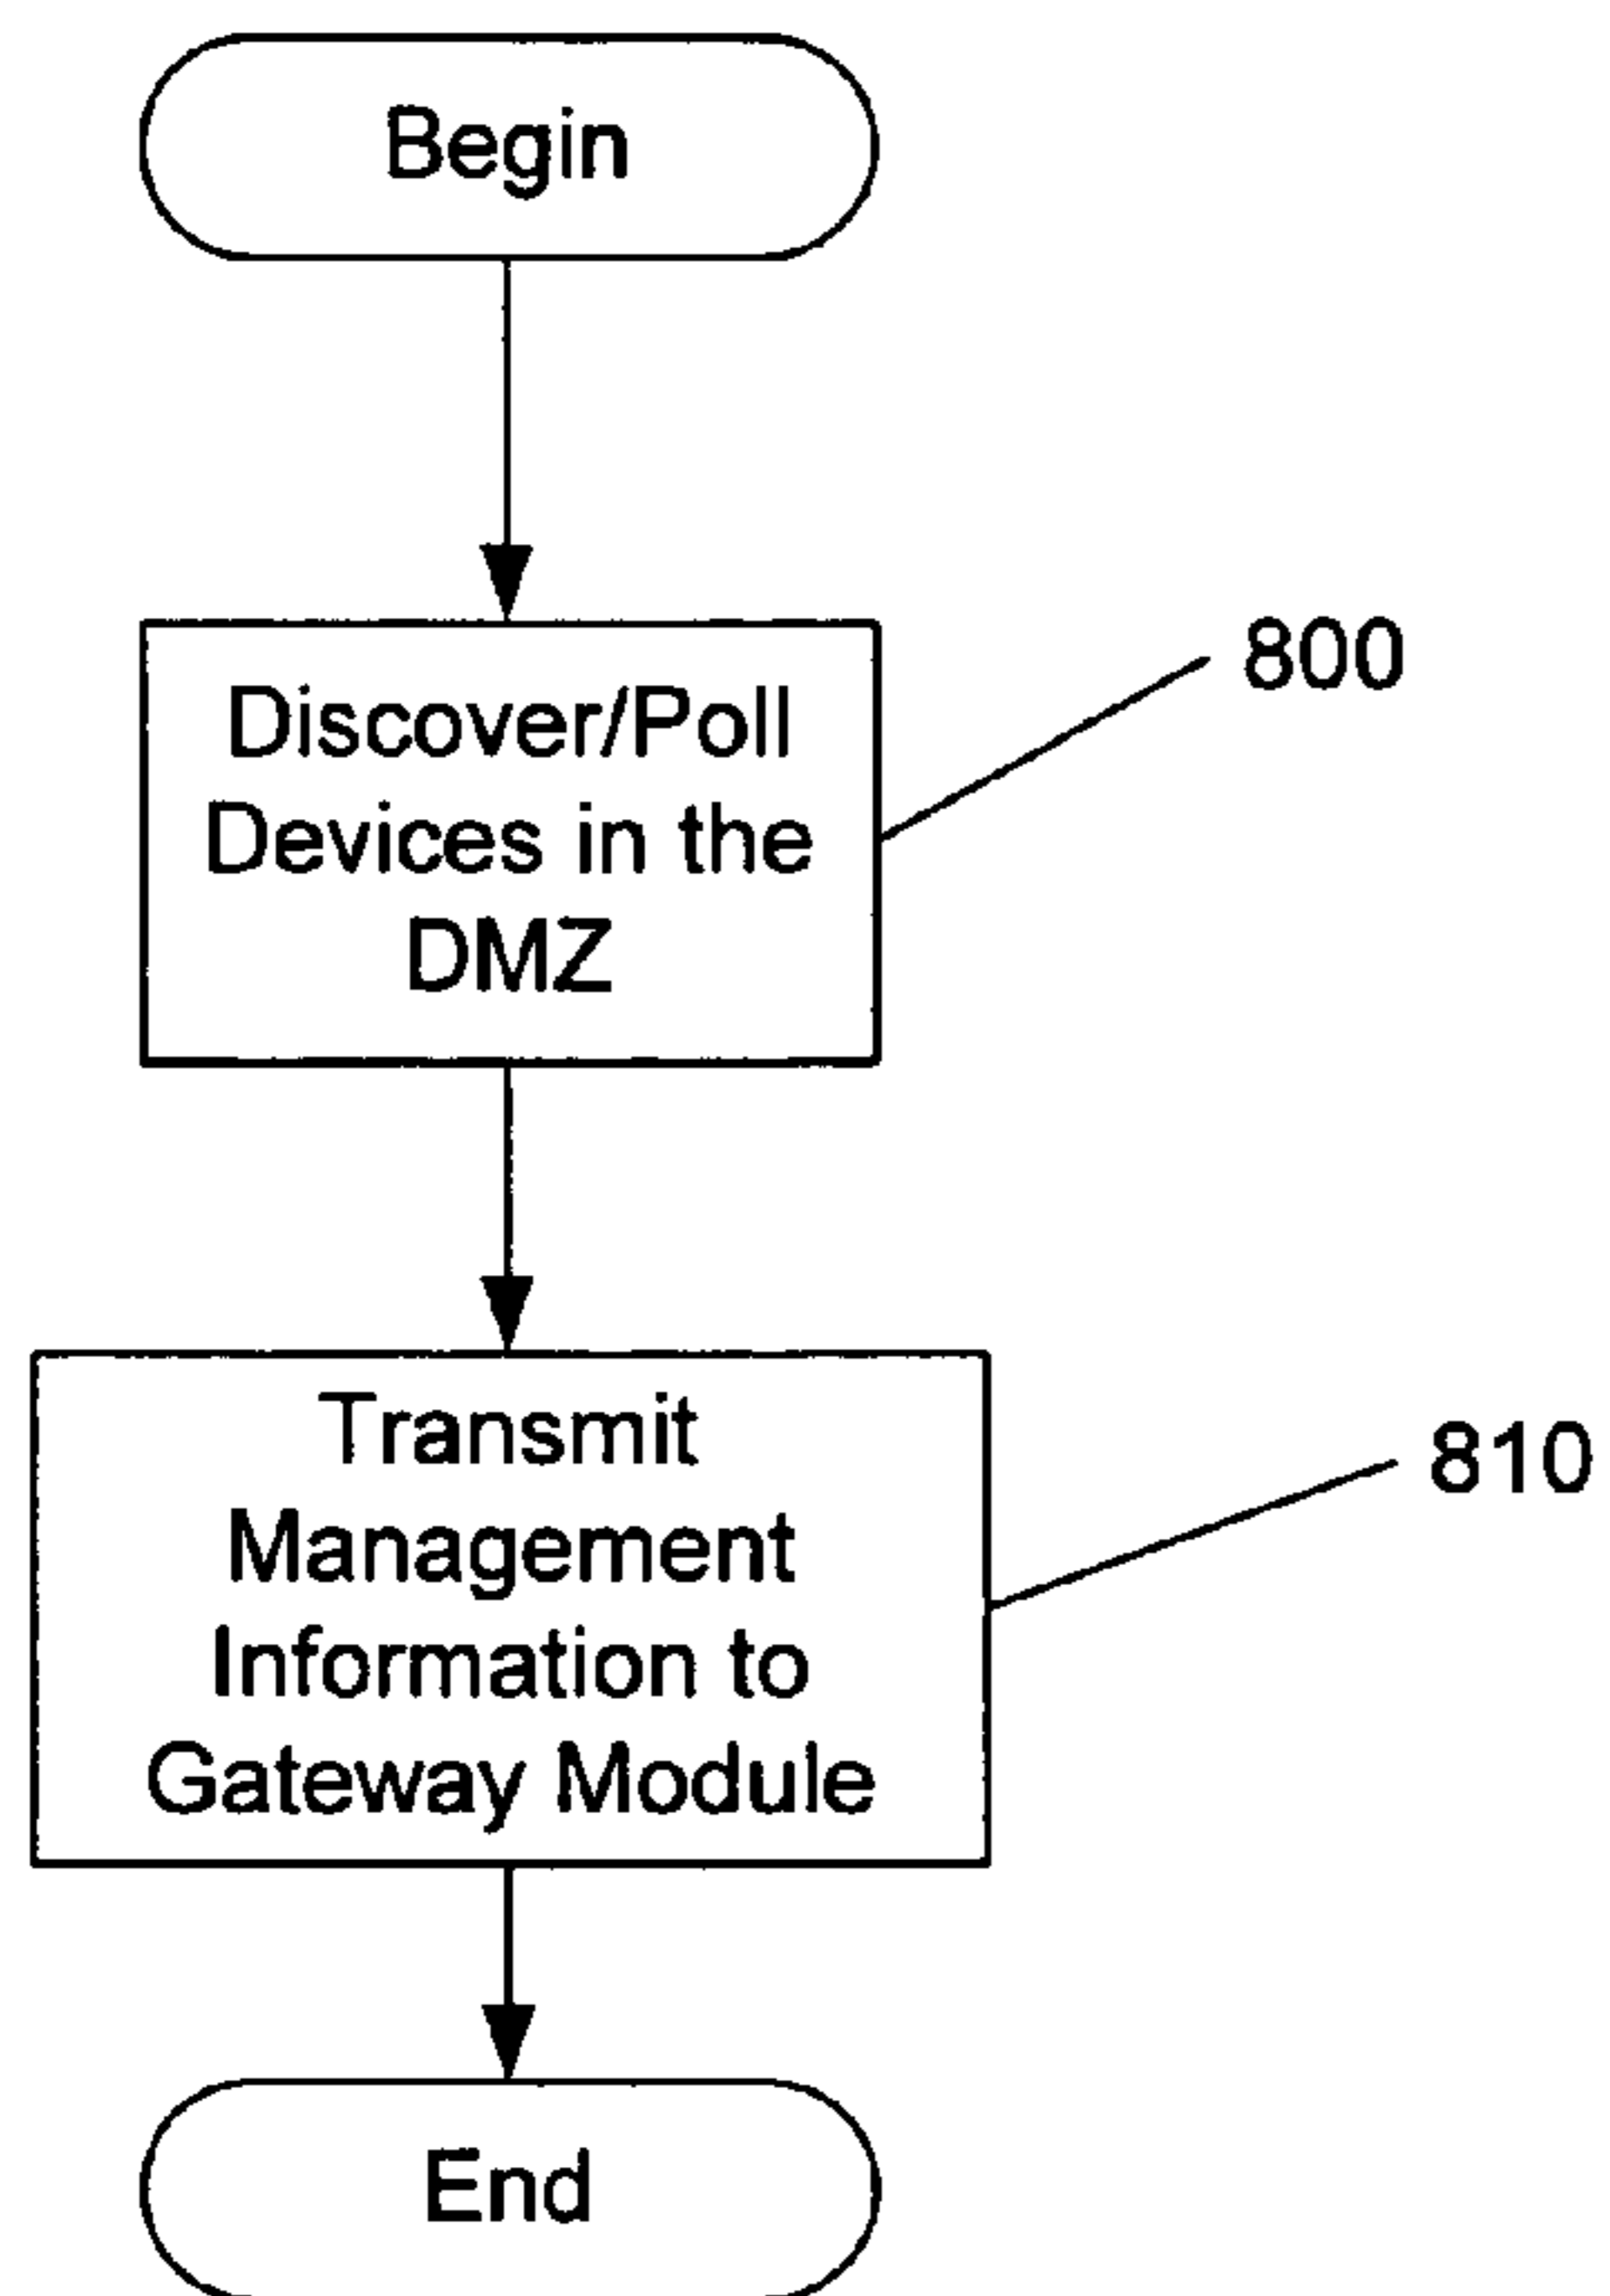 Begin
Discover/Poll
Devices in the
DMZ
800
Transmit
Management
Information to
Gateway Module
810
End